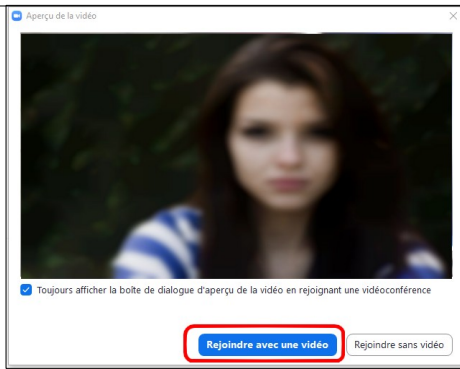 Aperçu de la vidéo
Toujours afficher la boîte de dialogue d'aperçu de la vidéo en rejoignant une vidéoconférence
Rejoindre avec une vidéo
Rejoindre sans vidéo